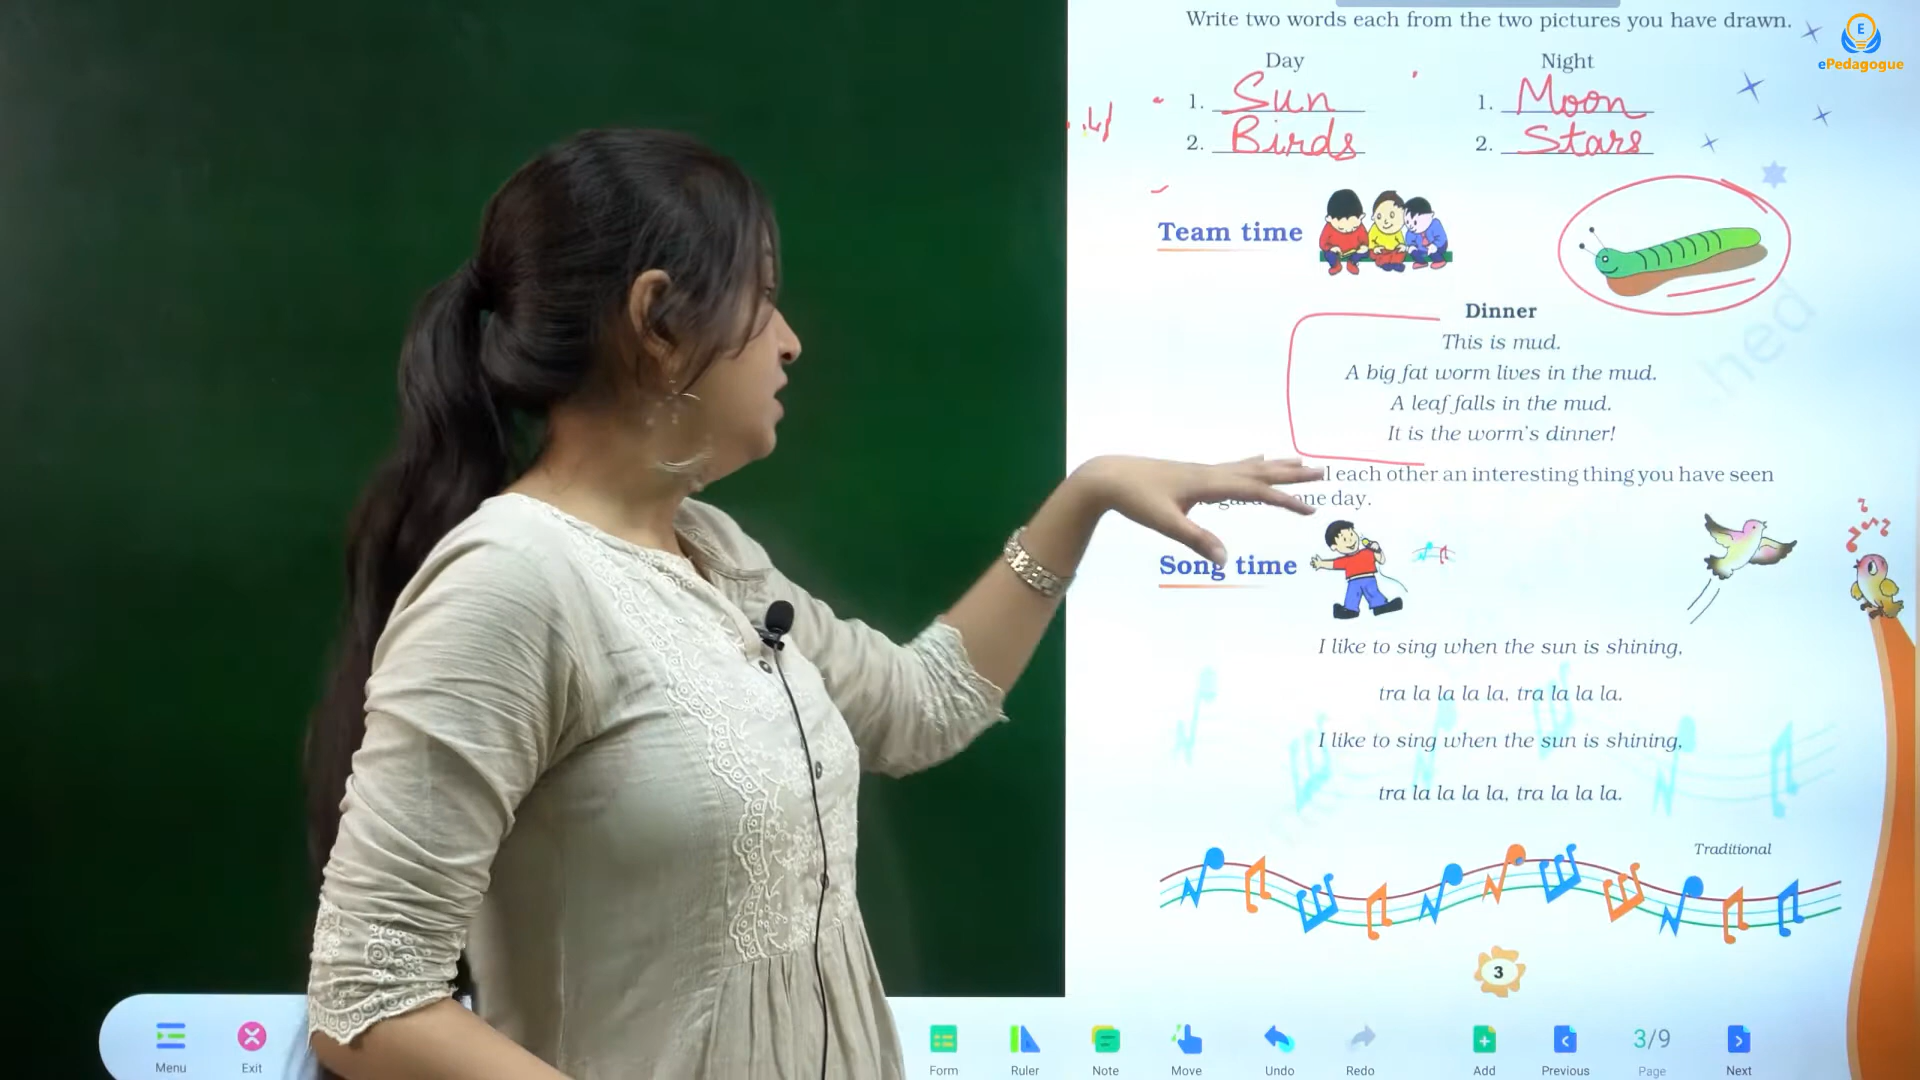 Write two words each from the two pictures you have drawn.
E
ePedagogue
Day
Night
1. Sun
1. Moon
2. Birds
2. Stars
Team time
Dinner
This is mud.
A big fat worm lives in the mud.
A leaf falls in the mud.
It is the worm's dinner!
each other an interesting thing you have seen
one day.
Song time
I like to sing when the sun is shining,
tra la la la la, tra la la la.
I like to sing when the sun is shining,
tra la la la la, tra la la la.
Traditional
3
Menu
Exit
Form
Ruler
Note
Move
Undo
Redo
Add
Previous
3/9
Page
Next